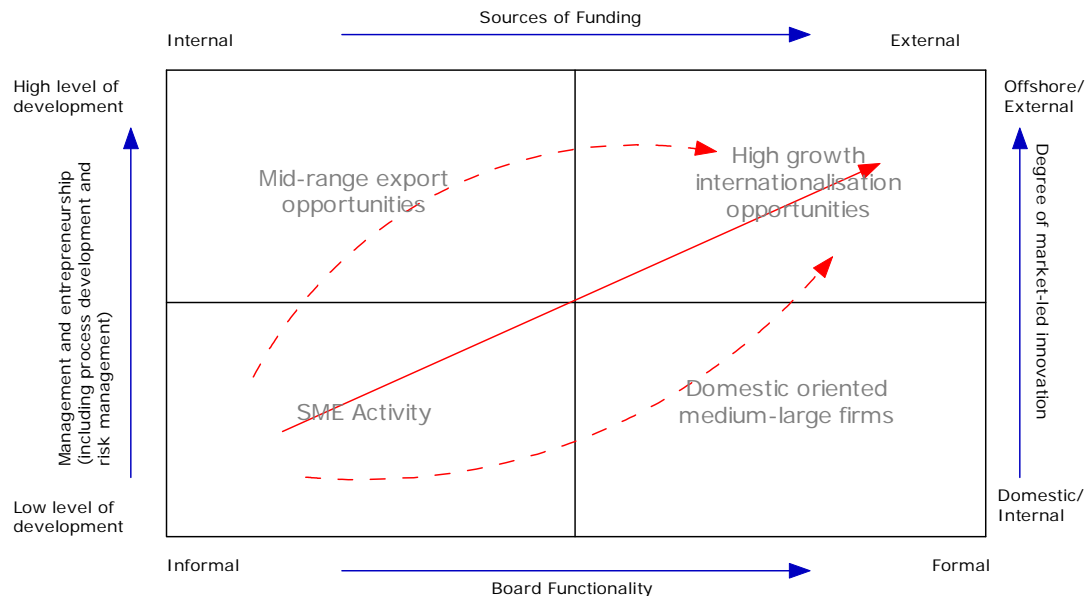 Sources of Funding
Internal
External
High level of
development
Offshore/
External
Mid-range export
opportunities
High growth
internationalisation
opportunities
Management and entrepreneurship
(including process development and
risk management)
Degree of market-led innovation
SME Activity
Domestic oriented
medium-large firms
Low level of
development
Domestic/
Internal
Informal
Formal
Board Functionality